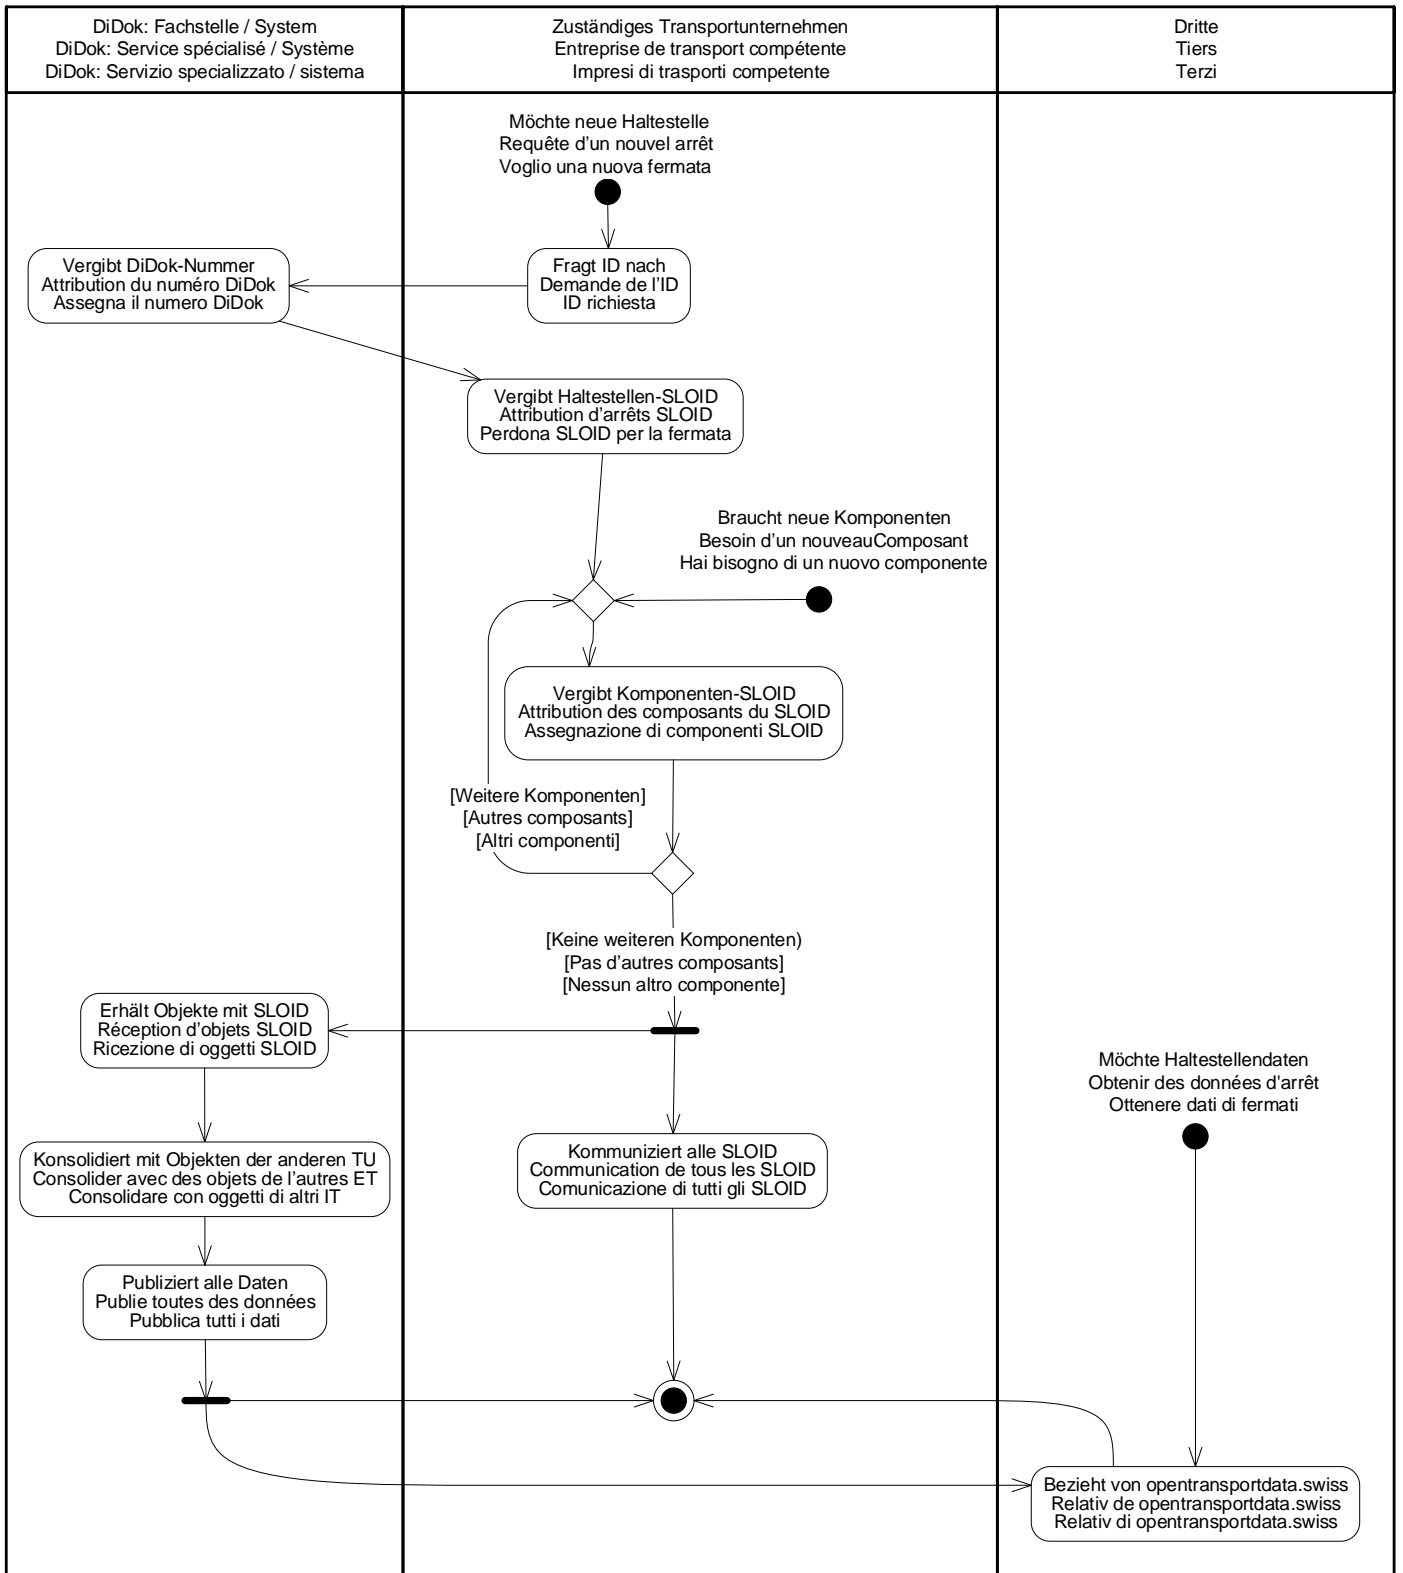 DiDok: Fachstelle / System
DiDok: Service spécialisé / Système
DiDok: Servizio specializzato / sistema
Zuständiges Transportunternehmen
Entreprise de transport compétente
Impresi di trasporti competente
Dritte
Tiers
Terzi
Möchte neue Haltestelle
Requête d'un nouvel arrêt
Voglio una nuova fermata
Vergibt DiDok-Nummer
Attribution du numéro DiDok
Assegna il numero DiDok
Fragt ID nach
Demande de l'ID
ID richiesta
Vergibt Haltestellen-SLOID
Attribution d'arrêts SLOID
Perdona SLOID per la fermata
Braucht neue Komponenten
Besoin d'un nouveauComposant
Hai bisogno di un nuovo componente
Vergibt Komponenten-SLOID
Attribution des composants du SLOID
Assegnazione di componenti SLOID
[Weitere Komponenten]
[Autres composants]
[Altri componenti]
[Keine weiteren Komponenten)
[Pas d'autres composants]
[Nessun altro componente]
Erhält Objekte mit SLOID
Réception d'objets SLOID
Ricezione di oggetti SLOID
Möchte Haltestellendaten
Obtenir des données d'arrêt
Ottenere dati di fermati
Konsolidiert mit Objekten der anderen TU
Consolider avec des objets de l'autres ET
Consolidare con oggetti di altri IT
Kommuniziert alle SLOID
Communication de tous les SLOID
Comunicazione di tutti gli SLOID
Publiziert alle Daten
Publie toutes des données
Pubblica tutti i dati
Bezieht von opentransportdata.swiss
Relativ de opentransportdata.swiss
Relativ di opentransportdata.swiss